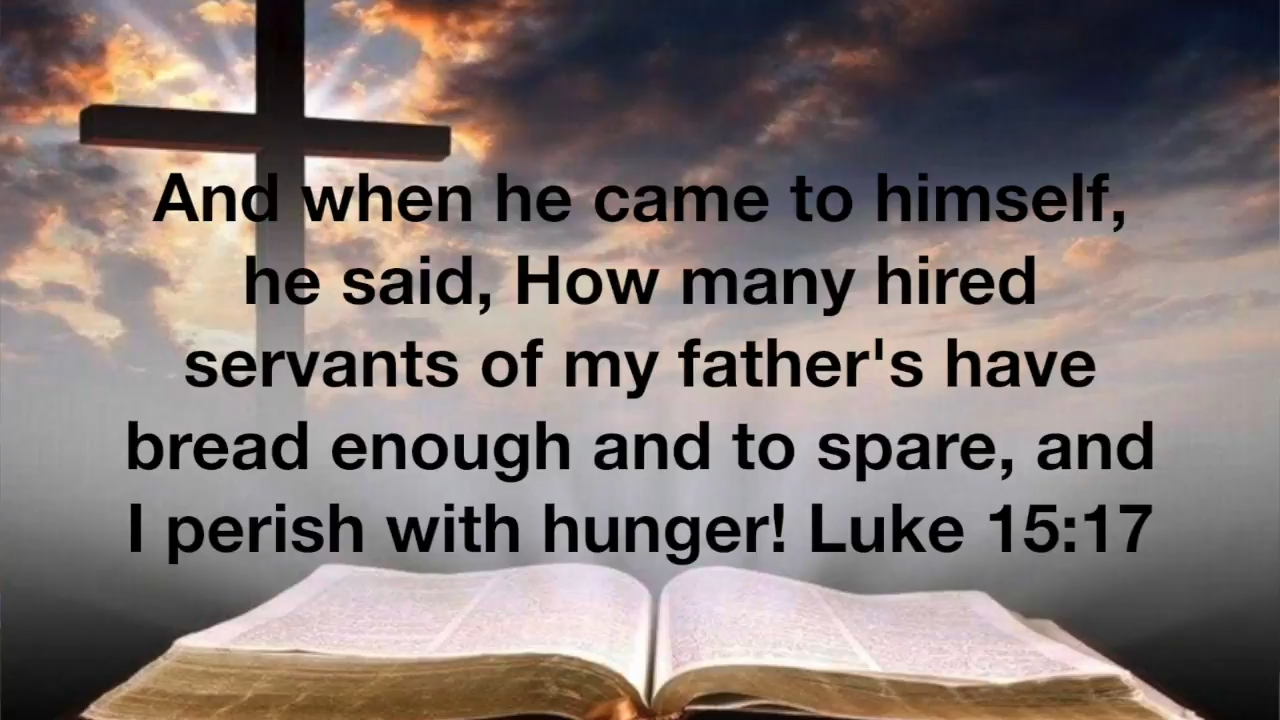 And when he came to himself,
he said, How many hired
servants of my father's have
bread enough and to spare, and
I perish with hunger! Luke 15:17